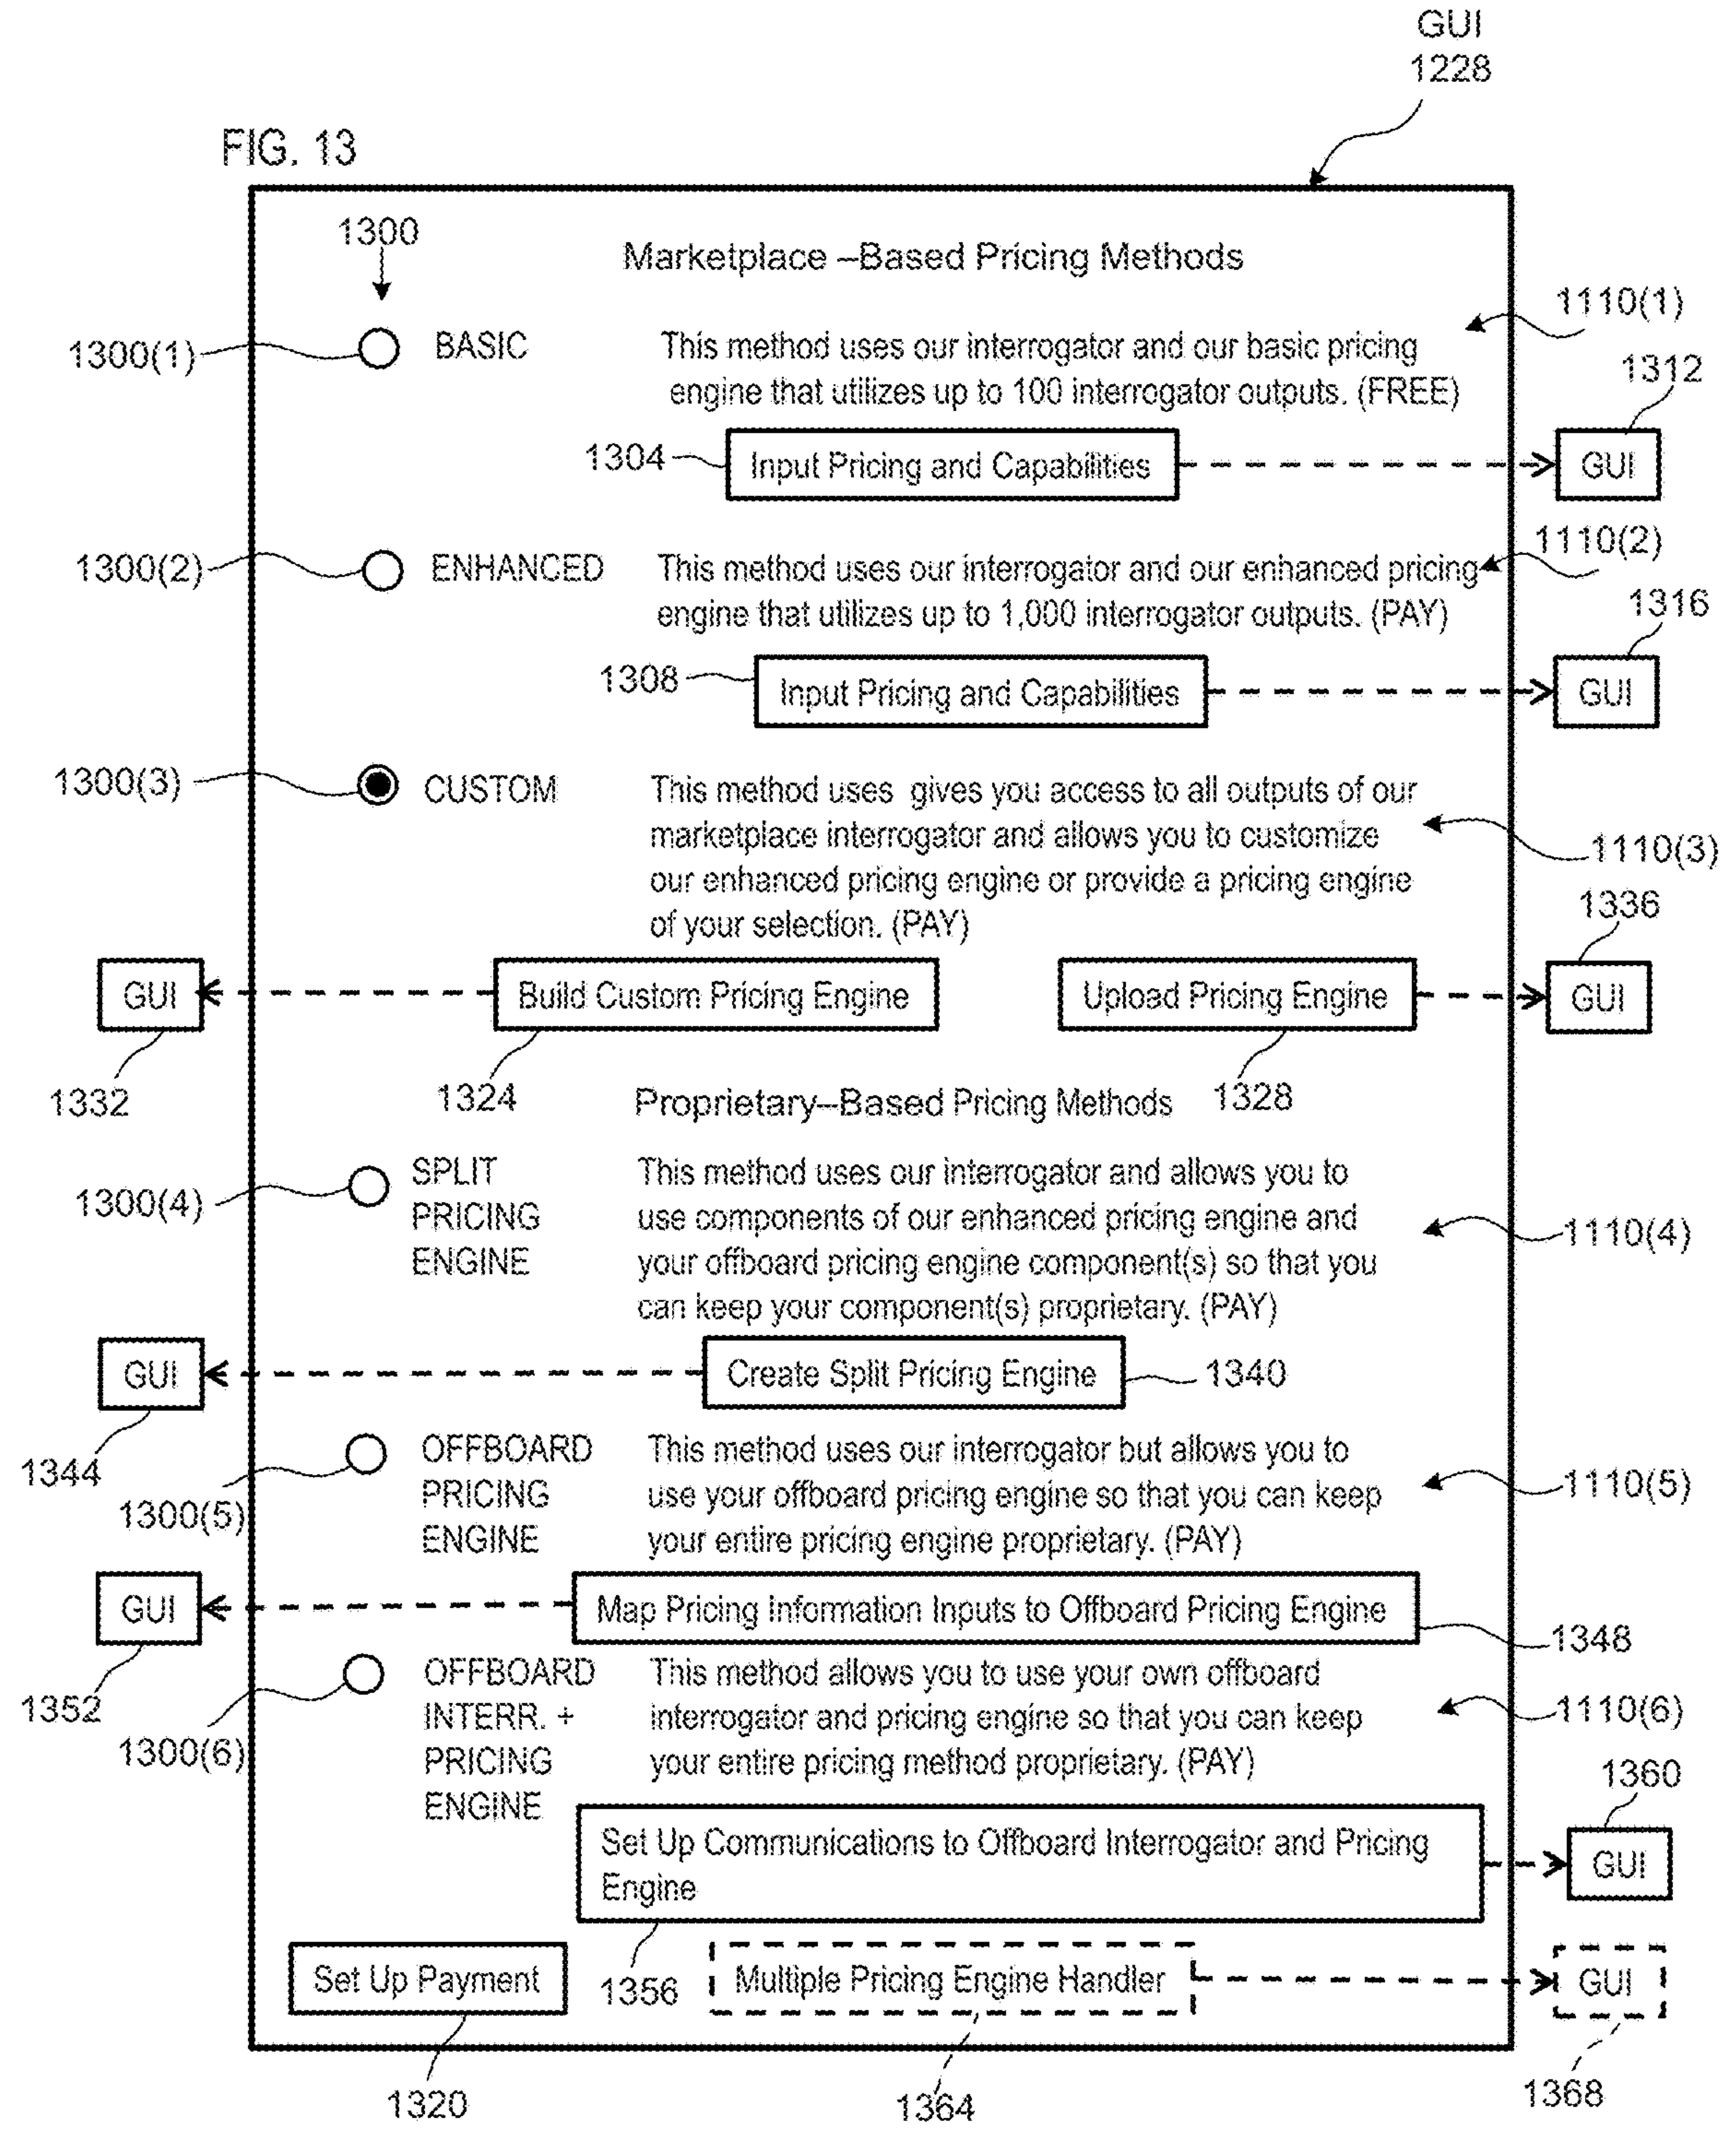 GUI
1228
FIG. 13
1300
Marketplace –Based Pricing Methods
1110(1)
1300(1)
BASIC
This method uses our interrogator and our basic pricing
engine that utilizes up to 100 interrogator outputs. (FREE)
1312
1304
Input Pricing and Capabilities
GUI
1110(2)
1300(2)
ENHANCED
This method uses our interrogator and our enhanced pricing
engine that utilizes up to 1,000 interrogator outputs. (PAY)
1316
1308
Input Pricing and Capabilities
GUI
1300(3)
CUSTOM
This method uses gives you access to all outputs of our
marketplace interrogator and allows you to customize
our enhanced pricing engine or provide a pricing engine
of your selection. (PAY)
1110(3)
1336
GUI
Build Custom Pricing Engine
Upload Pricing Engine
GUI
1332
1324
1328
Proprietary–Based Pricing Methods
1300(4)
SPLIT
PRICING
ENGINE
This method uses our interrogator and allows you to
use components of our enhanced pricing engine and
your offboard pricing engine component(s) so that you
can keep your component(s) proprietary. (PAY)
1110(4)
GUI
Create Split Pricing Engine
1340
1344
1300(5)
OFFBOARD
PRICING
ENGINE
This method uses our interrogator but allows you to
use your offboard pricing engine so that you can keep
your entire pricing engine proprietary. (PAY)
1110(5)
GUI
Map Pricing Information Inputs to Offboard Pricing Engine
1348
1352
1300(6)
OFFBOARD
INTERR. +
PRICING
ENGINE
This method allows you to use your own offboard
interrogator and pricing engine so that you can keep
your entire pricing method proprietary. (PAY)
1110(6)
1360
Set Up Communications to Offboard Interrogator and Pricing
Engine
GUI
1356
Set Up Payment
Multiple Pricing Engine Handler
GUI
1320
1364
1368